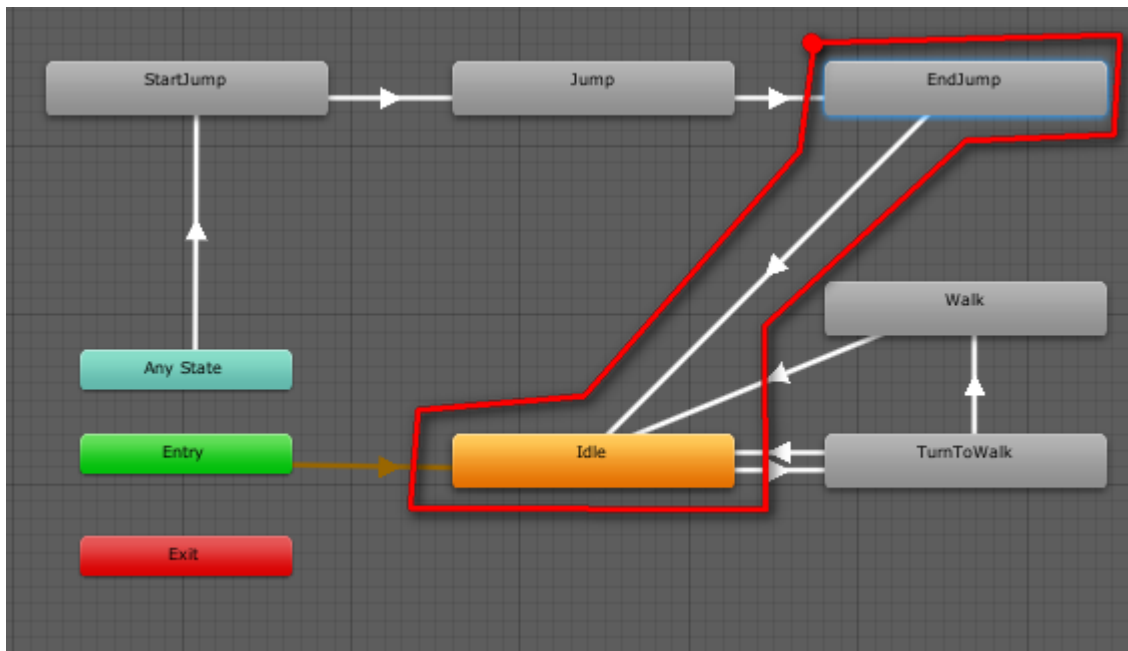 StartJump
Jump
EndJump
Walk
Any State
Entry
Idle
TurnToWalk
Exit